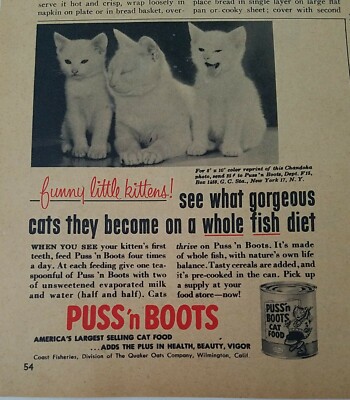 serve it hot and crisp, wrap loosely in
napkin on plate or in bread basket, over-
place bread in single layer on large flat
pan or cooky sheet; cover with second
For 8" x 10" color reprint of this Chandoha
photo, send 25¢ to Puss 'n Boots, Dept. F15,
Box 1569, G. C. Sta., New York 17, N. Y.
funny little kittens!
see what gorgeous
cats they become on a whole fish diet
WHEN YOU SEE your kitten's first
teeth, feed Puss 'n Boots four times
a day. At each feeding give one tea-
spoonful of Puss 'n Boots with two
of unsweetened evaporated milk
and water (half and half). Cats
thrive on Puss 'n Boots. It's made
of whole fish, with nature's own life
balance. Tasty cereals are added, and
it's pre-cooked in the can. Pick up
a supply at your
food store—now!
PUSS 'n BOOTS
AMERICA'S LARGEST SELLING CAT FOOD
...ADDS THE PLUS IN HEALTH, BEAUTY, VIGOR
Coast Fisheries, Division of The Quaker Oats Company, Wilmington, Calif.
PUSS'n
BOOTS
CAT
FOOD
54